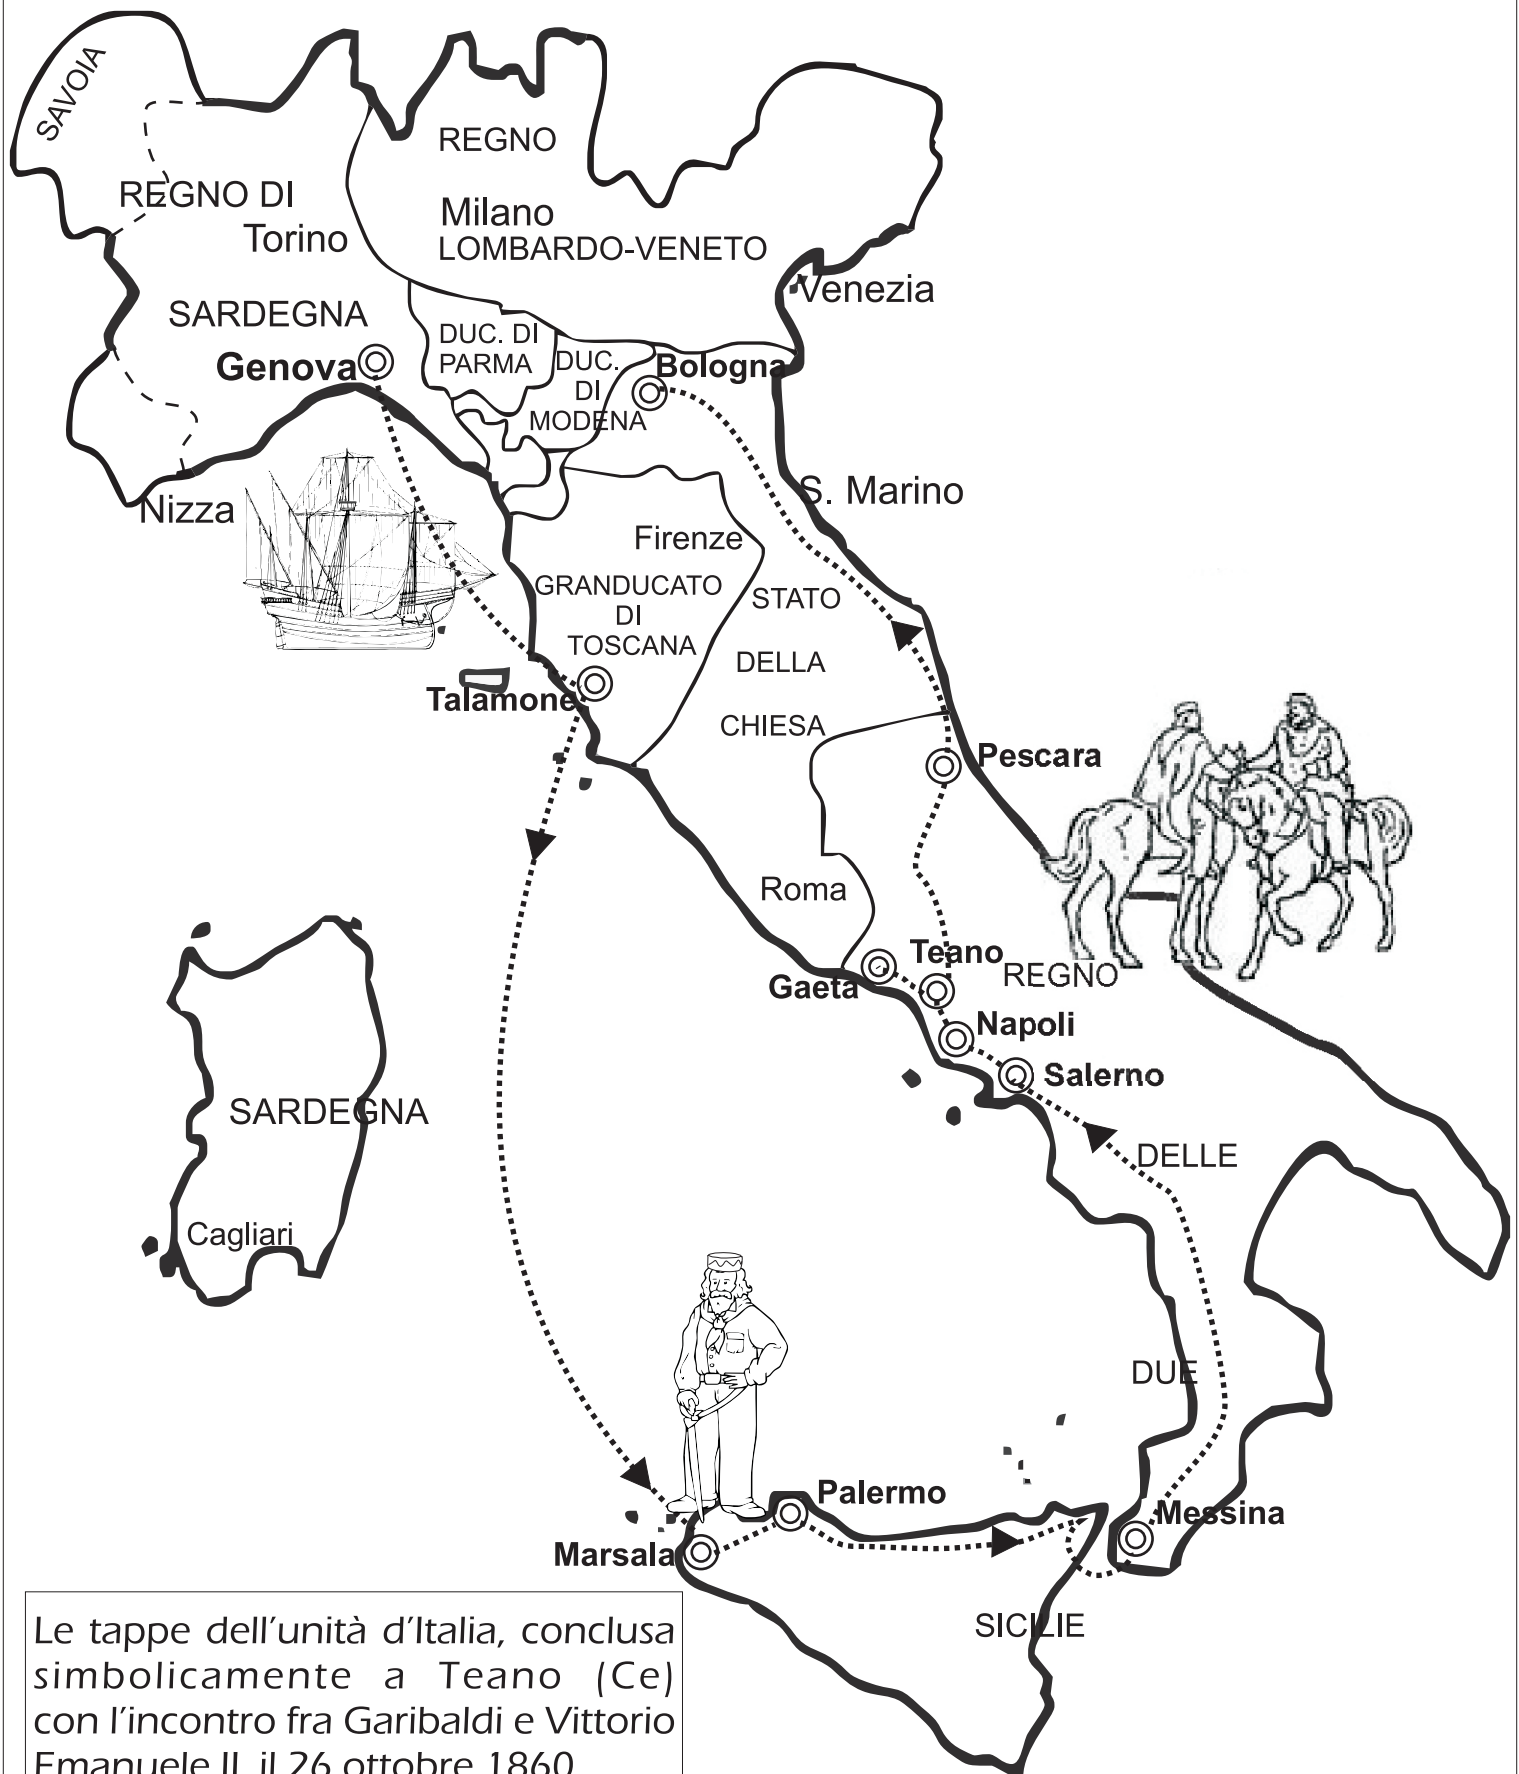 SAVOIA
REGNO
REGNO DI
Milano
Torino
LOMBARDO-VENETO
Venezia
SARDEGNA
DUC. DI
PARMA
Genova
DUC.
DI
MODENA
Bologna
S. Marino
Nizza
Firenze
GRANDUCATO
DI
TOSCANA
STATO
DELLA
CHIESA
Talamone
Pescara
Roma
Teano
REGNO
Gaeta
Napoli
Salerno
SARDEGNA
DELLE
Cagliari
DUE
Palermo
Messina
Marsala
SICILIE
Le tappe dell'unità d'Italia, conclusa
simbolicamente a Teano (Ce)
con l'incontro fra Garibaldi e Vittorio
Emanuele II, il 26 ottobre 1860